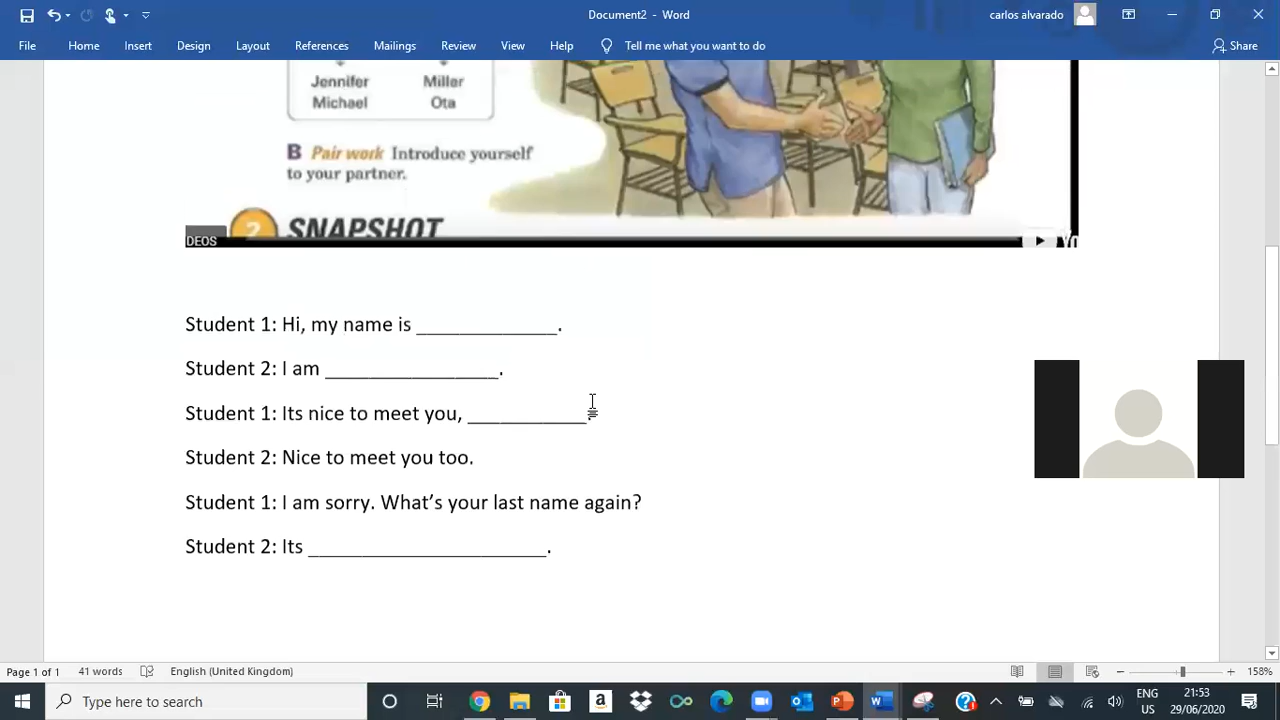 Document2 - Word
carlos alvarado
File Home Insert Design Layout References Mailings Review View Help Tell me what you want to do Share
Jennifer Miller
Michael Ota
B Pair work Introduce yourself
to your partner.
2 SNAPSHOT
DEOS
Student 1: Hi, my name is _____________.
Student 2: I am ________________.
Student 1: Its nice to meet you, ___________.
Student 2: Nice to meet you too.
Student 1: I am sorry. What’s your last name again?
Student 2: Its ______________________.
Page 1 of 1 41 words English (United Kingdom) 158%
Type here to search
ENG 21:53
US 29/06/2020